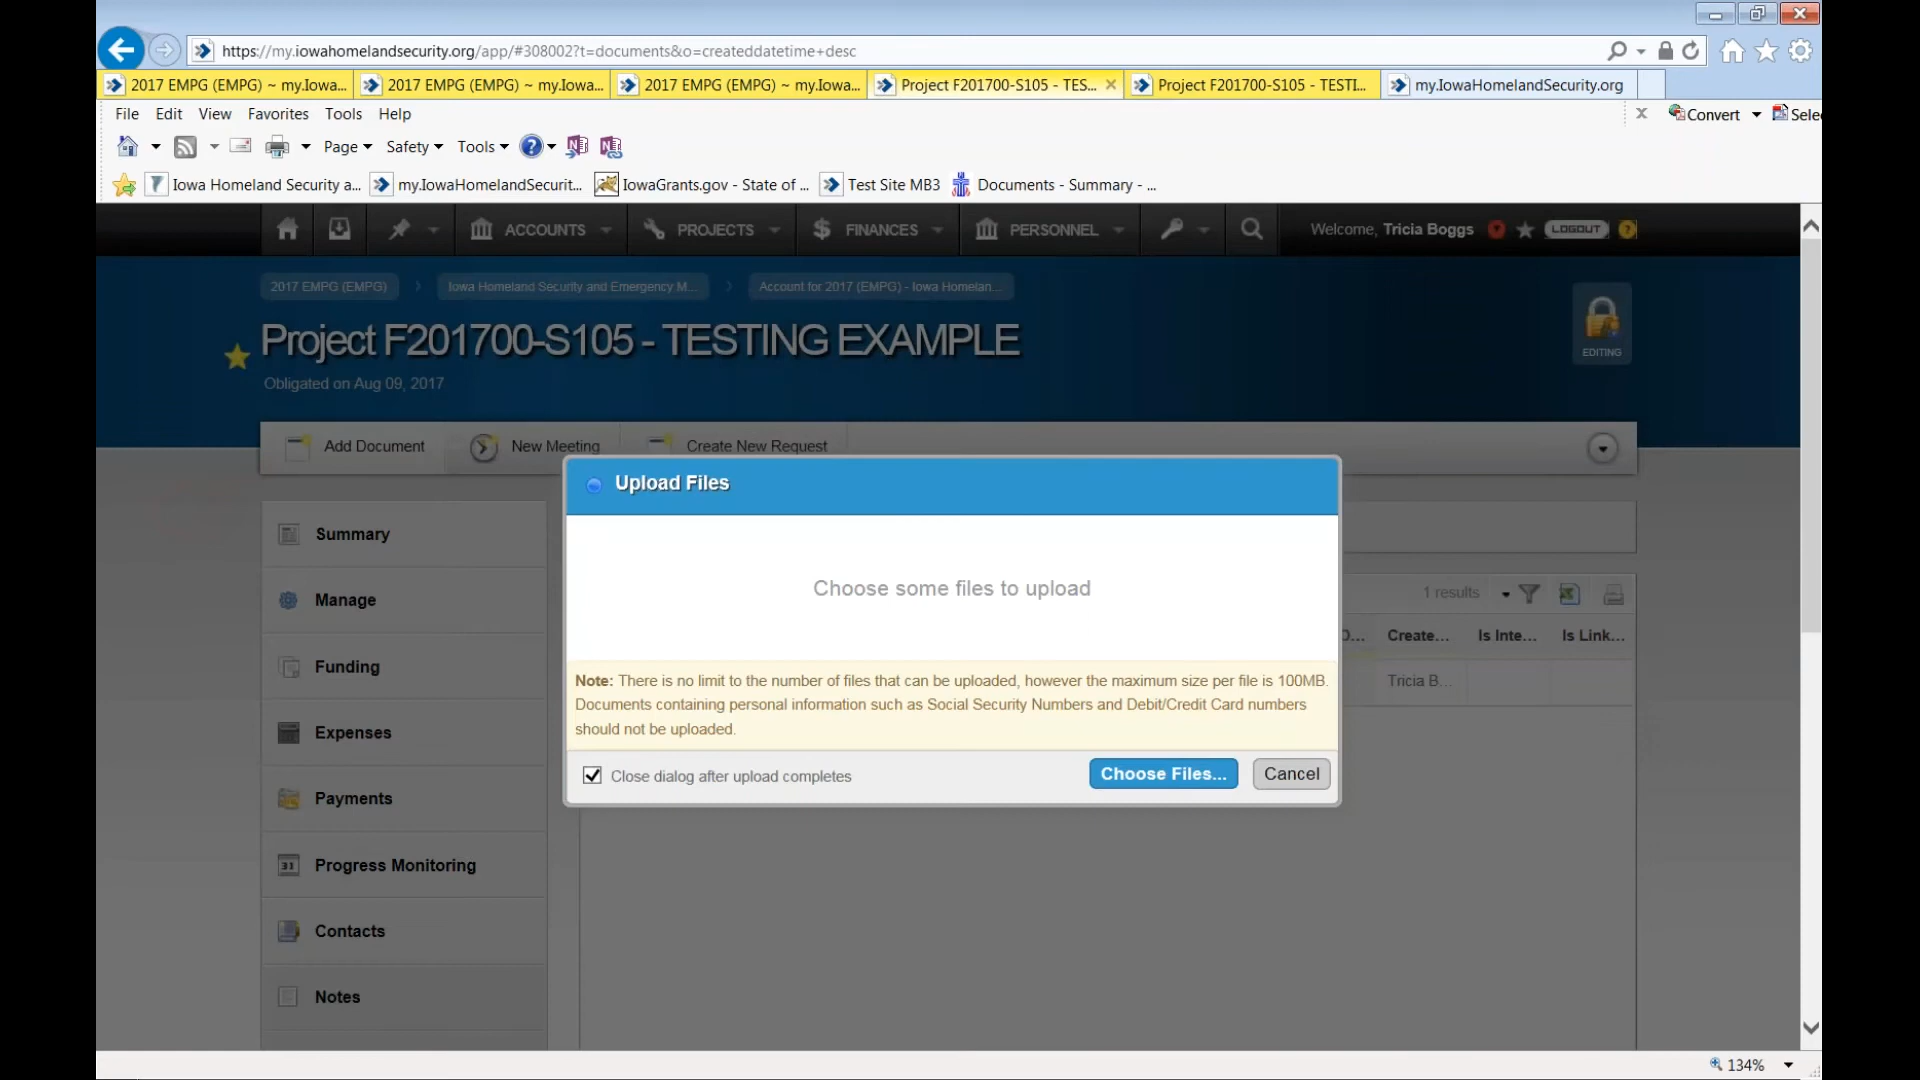 https://my.iowahomelandsecurity.org/app/#308002?t=documents&o=createddatetime+desc
2017 EMPG (EMPG) ~ my.Iowa...
2017 EMPG (EMPG) ~ my.Iowa...
2017 EMPG (EMPG) ~ my.Iowa...
Project F201700-S105 - TES...
Project F201700-S105 - TESTI...
my.IowaHomelandSecurity.org
File Edit View Favorites Tools Help
Convert
Sele
Page Safety Tools
Iowa Homeland Security a...
my.IowaHomelandSecurit...
IowaGrants.gov - State of ...
Test Site MB3
Documents - Summary - ...
ACCOUNTS
PROJECTS
FINANCES
PERSONNEL
Welcome, Tricia Boggs
LOGOUT
2017 EMPG (EMPG)
Iowa Homeland Security and Emergency M...
Account for 2017 (EMPG) - Iowa Homelan...
Project F201700-S105 - TESTING EXAMPLE
EDITING
Obligated on Aug 09, 2017
Add Document
New Meeting
Create New Request
Upload Files
Summary
Manage
Funding
Expenses
Payments
31 Progress Monitoring
Contacts
Notes
Choose some files to upload
Note: There is no limit to the number of files that can be uploaded, however the maximum size per file is 100MB.
Documents containing personal information such as Social Security Numbers and Debit/Credit Card numbers
should not be uploaded.
Close dialog after upload completes
Choose Files...
Cancel
1 results
Create... Is Inte... Is Link...
Tricia B...
134%